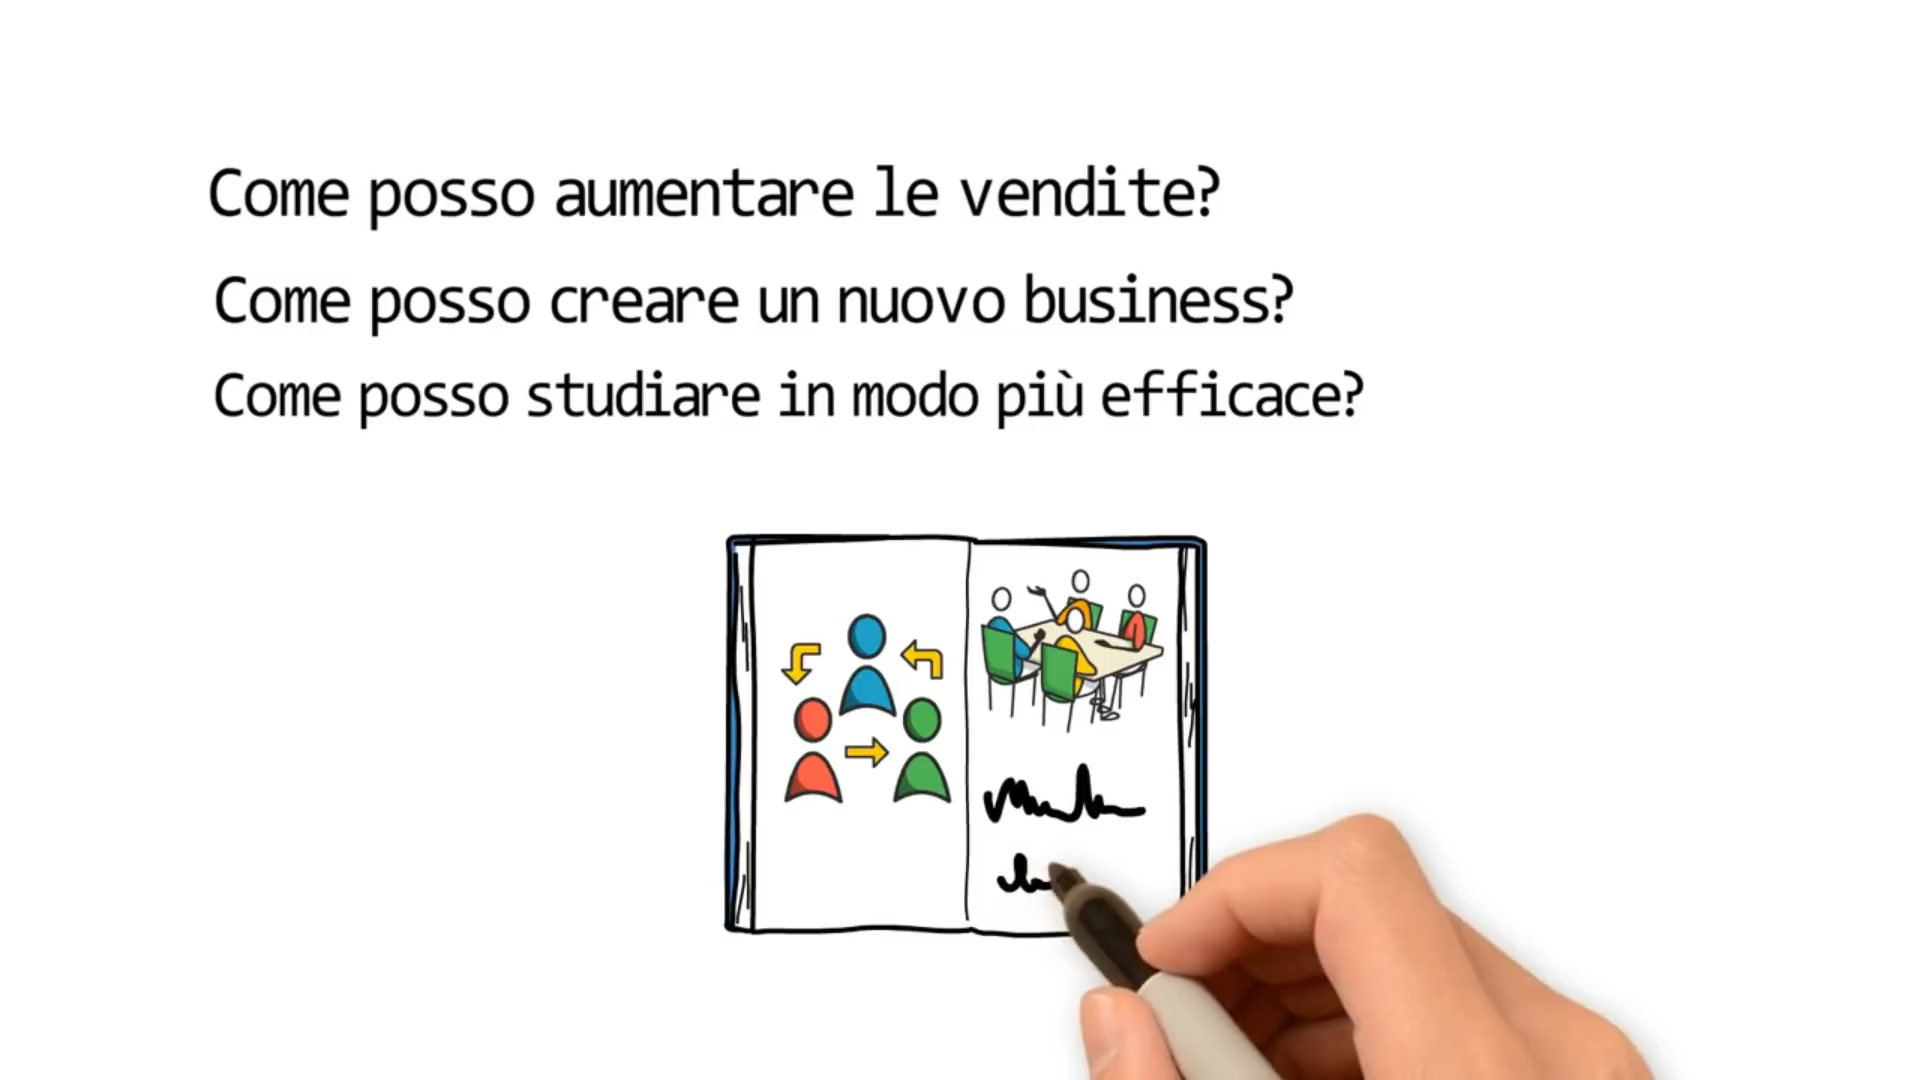 Come posso aumentare le vendite?
Come posso creare un nuovo business?
Come posso studiare in modo più efficace?